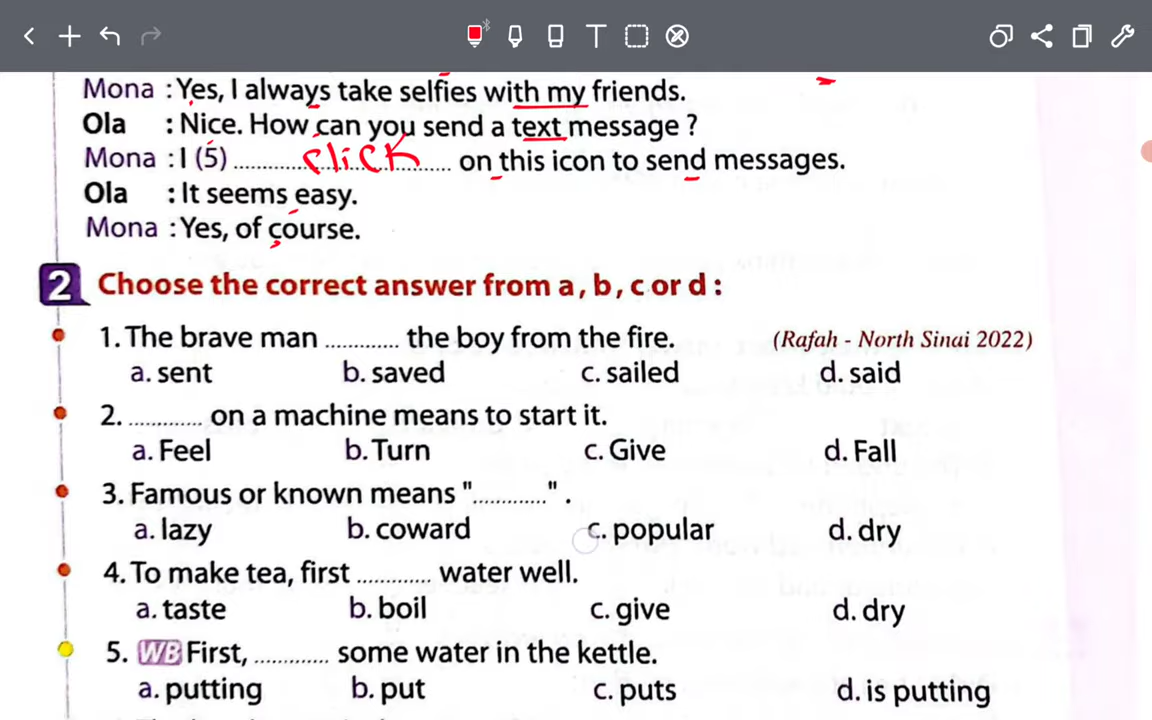 Mona : Yes, I always take selfies with my friends.
Ola : Nice. How can you send a text message ?
Mona : I (5) ............ click ............ on this icon to send messages.
Ola : It seems easy.
Mona : Yes, of course.
2 Choose the correct answer from a , b , c or d :
1. The brave man ............ the boy from the fire. (Rafah - North Sinai 2022)
a. sent b. saved c. sailed d. said
2. ............ on a machine means to start it.
a. Feel b. Turn c. Give d. Fall
3. Famous or known means "............" .
a. lazy b. coward c. popular d. dry
4. To make tea, first ............ water well.
a. taste b. boil c. give d. dry
5. WB First, ............ some water in the kettle.
a. putting b. put c. puts d. is putting